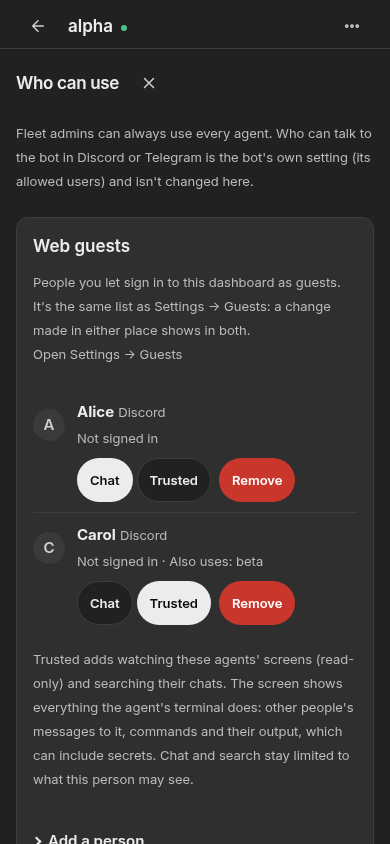 alpha
Who can use
Fleet admins can always use every agent. Who can talk to
the bot in Discord or Telegram is the bot's own setting (its
allowed users) and isn't changed here.
Web guests
People you let sign in to this dashboard as guests.
It's the same list as Settings → Guests: a change
made in either place shows in both.
Open Settings → Guests
A
Alice Discord
Not signed in
Chat Trusted Remove
C
Carol Discord
Not signed in · Also uses: beta
Chat Trusted Remove
Trusted adds watching these agents' screens (read-
only) and searching their chats. The screen shows
everything the agent's terminal does: other people's
messages to it, commands and their output, which
can include secrets. Chat and search stay limited to
what this person may see.
Add a person